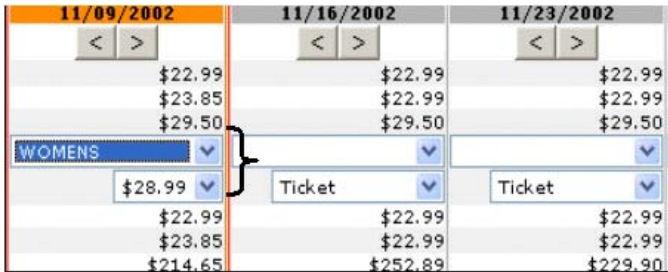 11/09/2002 11/16/2002 11/23/2002
< > < > < >
$22.99 $22.99 $22.99
$23.85 $22.99 $22.99
$29.50 $29.50 $29.50
WOMENS
$28.99 Ticket Ticket
$22.99 $22.99 $22.99
$23.85 $22.99 $22.99
$214.65 $252.89 $229.90